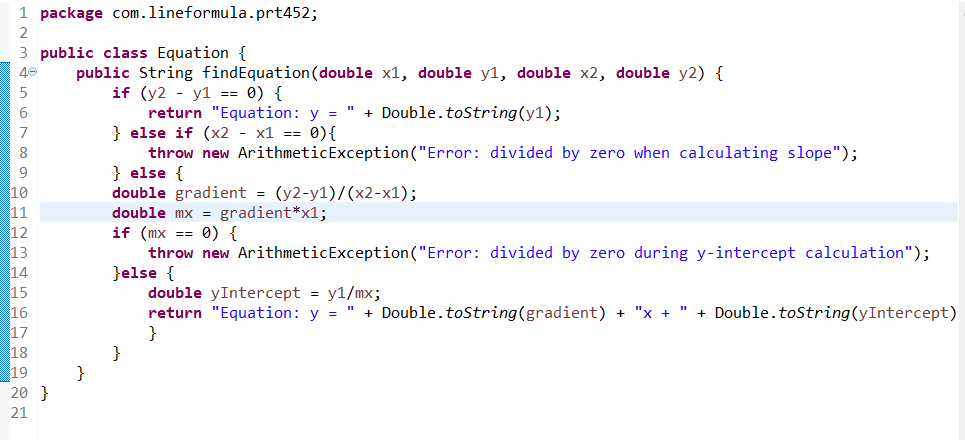 1 package com.lineformula.prt452;
2
3 public class Equation {
4 public String findEquation(double x1, double y1, double x2, double y2) {
5 if (y2 - y1 == 0) {
6 return "Equation: y = " + Double.toString(y1);
7 } else if (x2 - x1 == 0){
8 throw new ArithmeticException("Error: divided by zero when calculating slope");
9 } else {
10 double gradient = (y2-y1)/(x2-x1);
11 double mx = gradient*x1;
12 if (mx == 0) {
13 throw new ArithmeticException("Error: divided by zero during y-intercept calculation");
14 }else {
15 double yIntercept = y1/mx;
16 return "Equation: y = " + Double.toString(gradient) + "x + " + Double.toString(yIntercept)
17 }
18 }
19 }
20 }
21